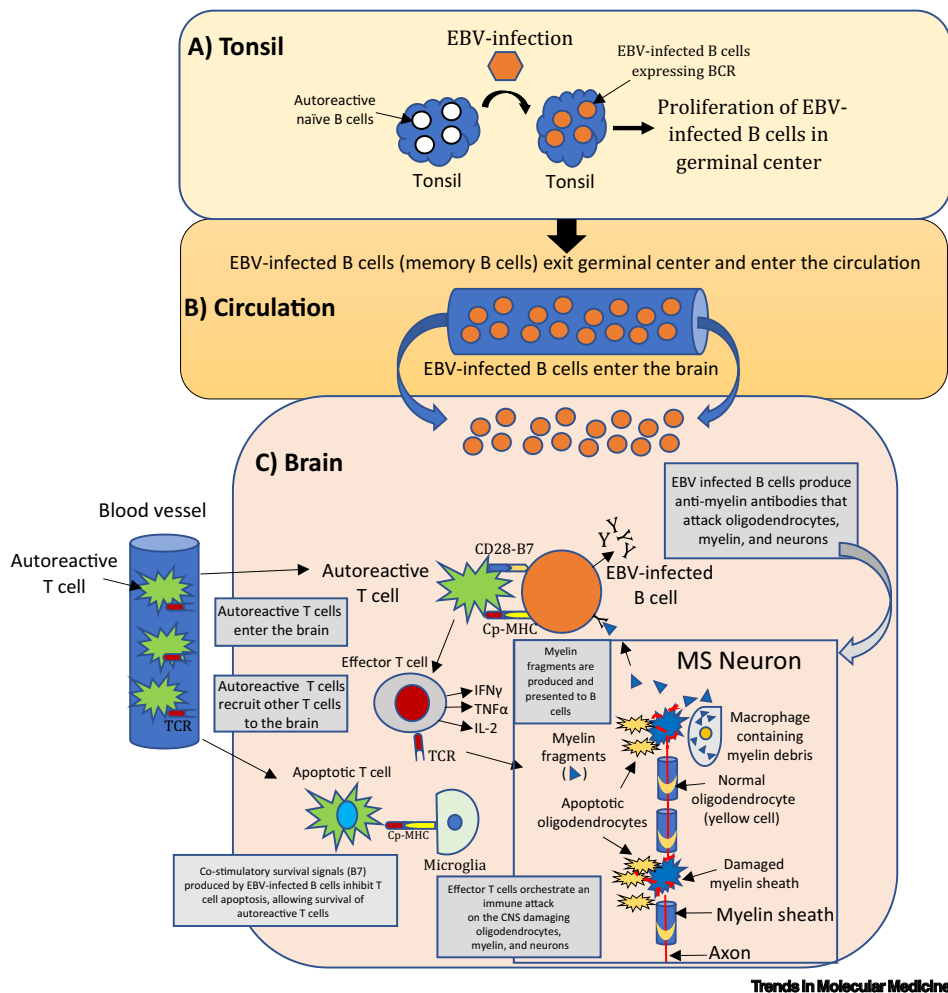 A) Tonsil
EBV-infection
EBV-infected B cells
expressing BCR
Autoreactive
naïve B cells
Tonsil
Tonsil
Proliferation of EBV-
infected B cells in
germinal center
EBV-infected B cells (memory B cells) exit germinal center and enter the circulation
B) Circulation
EBV-infected B cells enter the brain
C) Brain
EBV infected B cells produce
anti-myelin antibodies that
attack oligodendrocytes,
myelin, and neurons
Blood vessel
Autoreactive
T cell
TCR
Autoreactive
T cell
CD28-B7
Cp-MHC
Y
Y
Y
Y
EBV-infected
B cell
Autoreactive T cells
enter the brain
Autoreactive T cells
recruit other T cells
to the brain
Effector T cell
IFNγ
TNFα
IL-2
TCR
Myelin
fragments are
produced and
presented to B
cells
MS Neuron
Macrophage
containing
myelin debris
Myelin
fragments
( )
Apoptotic
oligodendrocytes
Normal
oligodendrocyte
(yellow cell)
Damaged
myelin sheath
Myelin sheath
Axon
Apoptotic T cell
Cp-MHC
Microglia
Co-stimulatory survival signals (B7)
produced by EBV-infected B cells inhibit T
cell apoptosis, allowing survival of
autoreactive T cells
Effector T cells orchestrate an
immune attack
on the CNS damaging
oligodendrocytes,
myelin, and neurons
Trends in Molecular Medicine